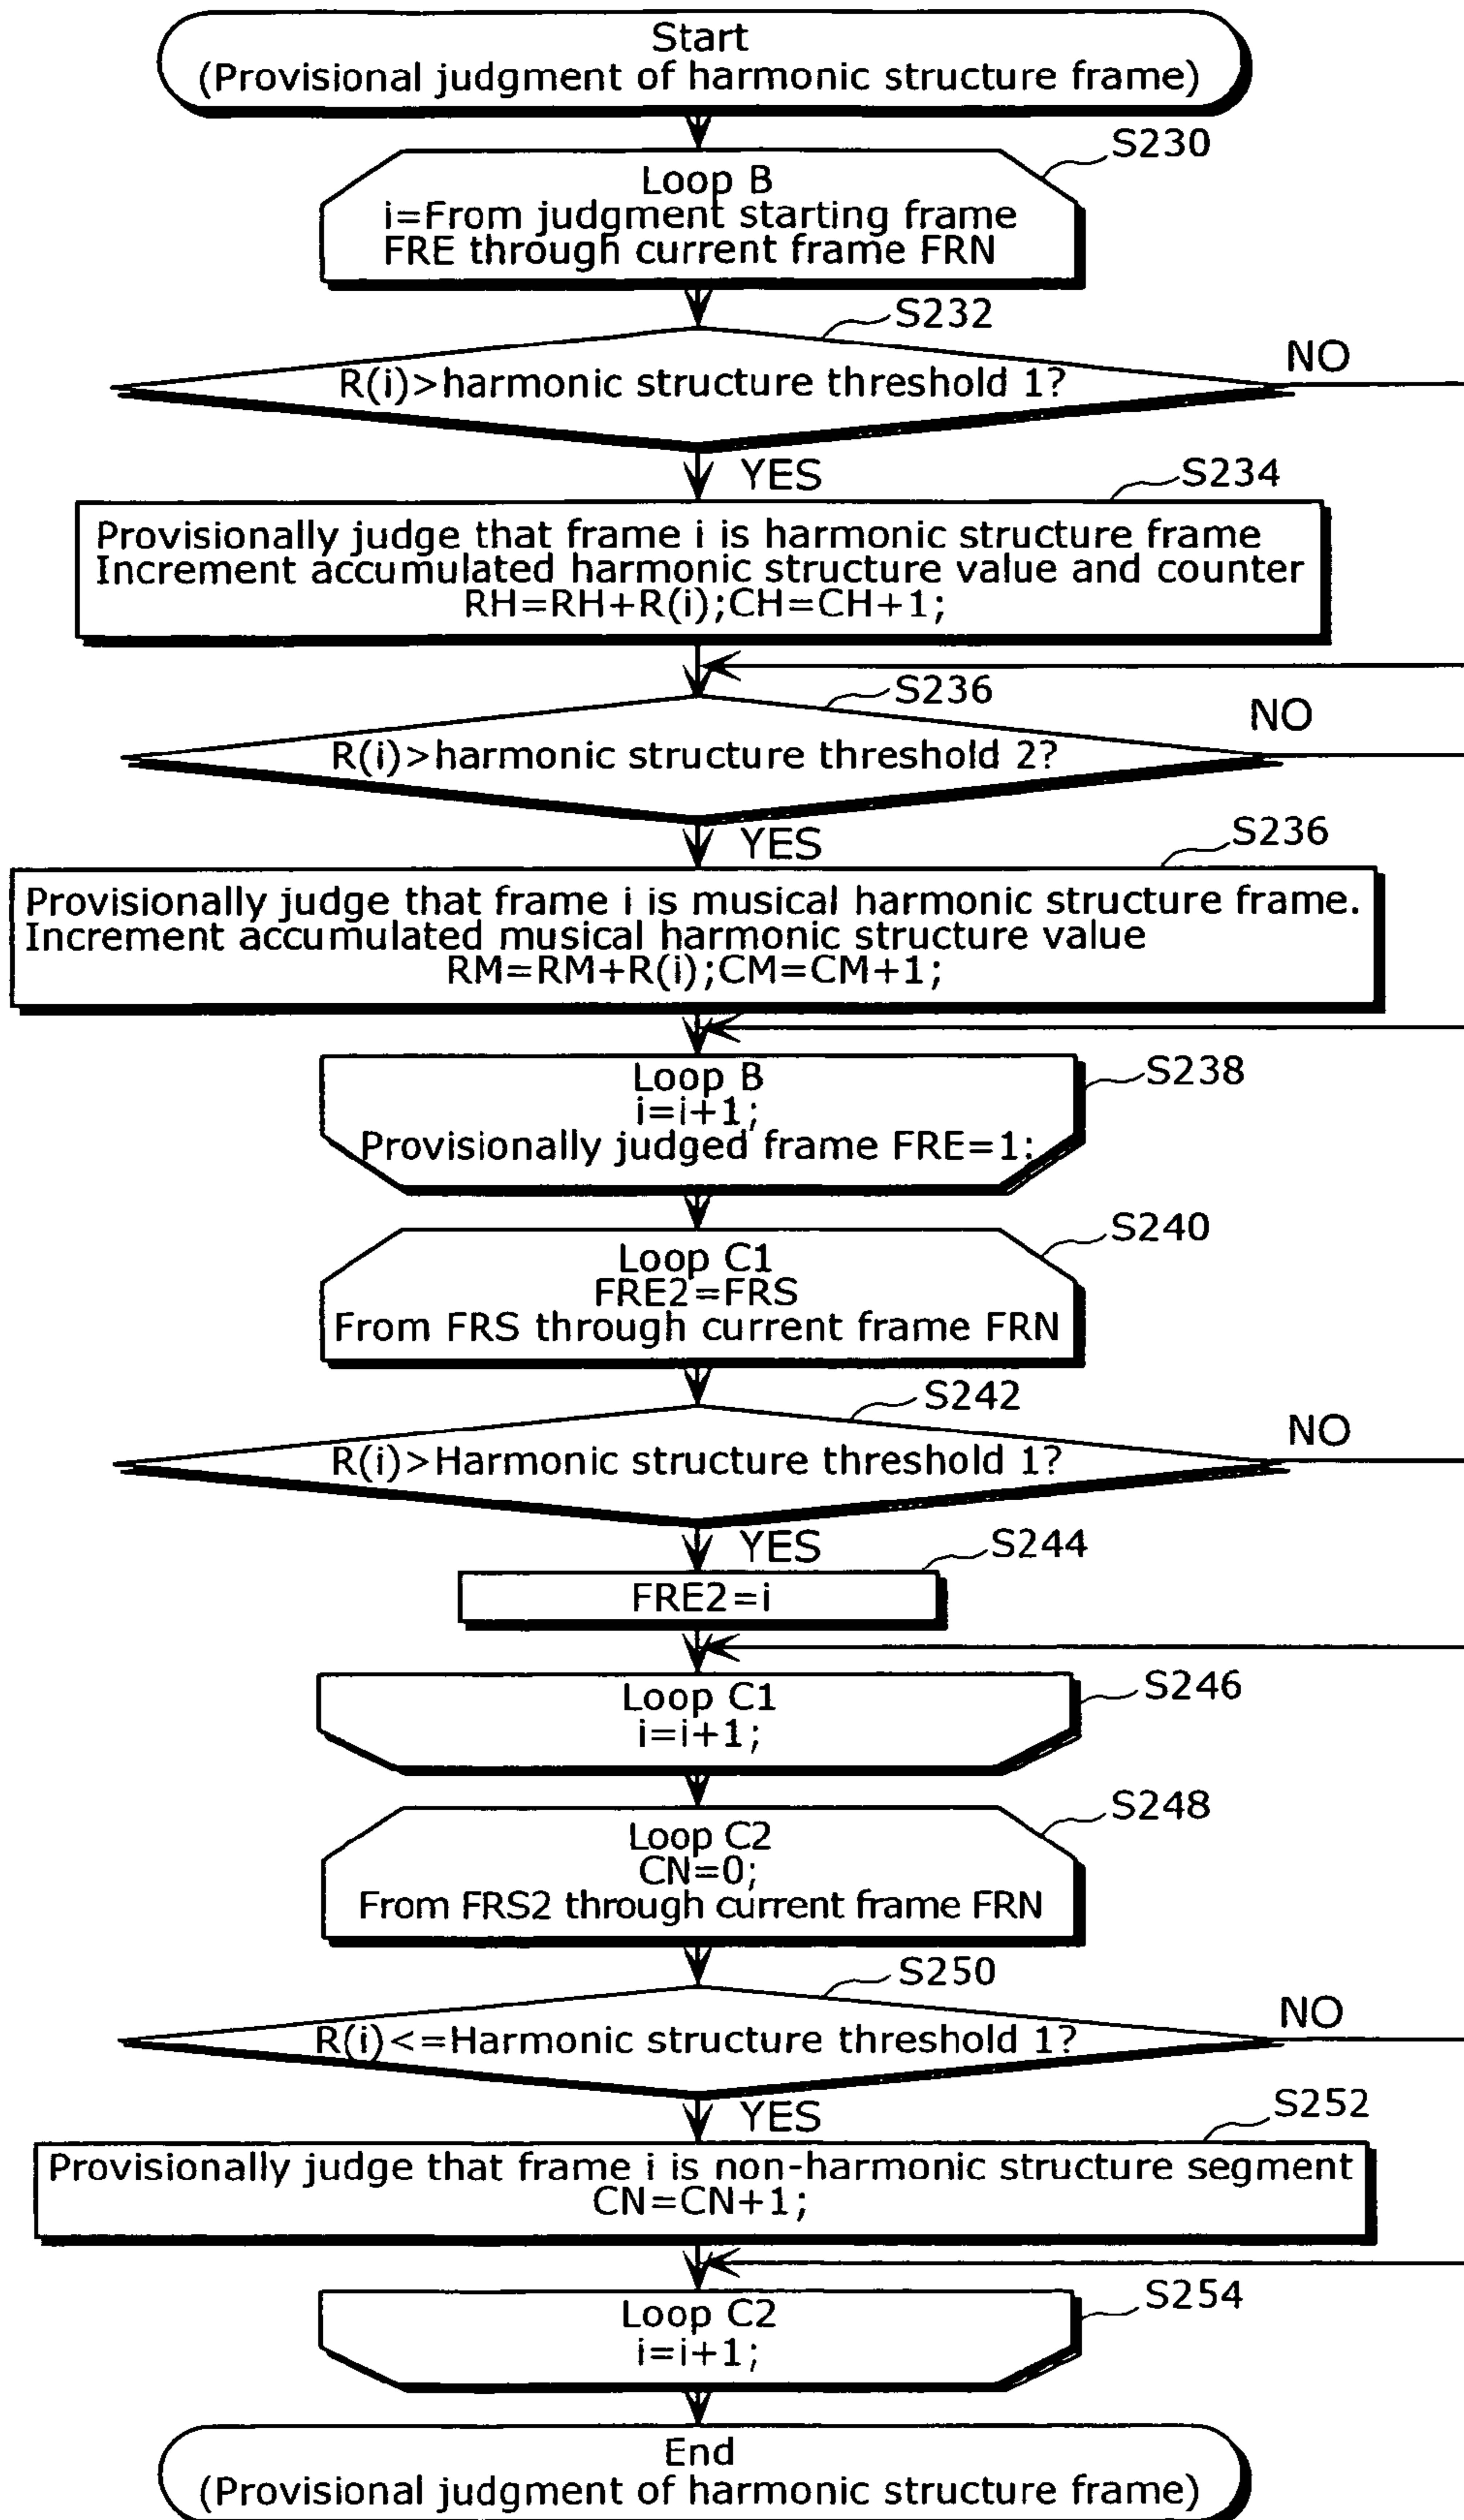 Start
(Provisional judgment of harmonic structure frame)
S230
Loop B
i=From judgment starting frame
FRE through current frame FRN
S232
R(i)>harmonic structure threshold 1?
NO
YES
S234
Provisionally judge that frame i is harmonic structure frame
Increment accumulated harmonic structure value and counter
RH=RH+R(i);CH=CH+1;
S236
R(i)>harmonic structure threshold 2?
NO
YES
S236
Provisionally judge that frame i is musical harmonic structure frame.
Increment accumulated musical harmonic structure value
RM=RM+R(i);CM=CM+1;
S238
Loop B
i=i+1;
Provisionally judged frame FRE=1:
S240
Loop C1
FRE2=FRS
From FRS through current frame FRN
S242
R(i)>Harmonic structure threshold 1?
NO
YES
S244
FRE2=i
S246
Loop C1
i=i+1;
S248
Loop C2
CN=0;
From FRS2 through current frame FRN
S250
R(i)<=Harmonic structure threshold 1?
NO
YES
S252
Provisionally judge that frame i is non-harmonic structure segment
CN=CN+1;
S254
Loop C2
i=i+1;
End
(Provisional judgment of harmonic structure frame)